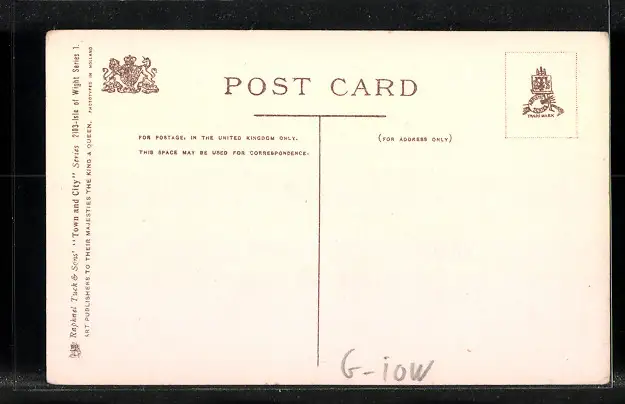 POST CARD
FOR POSTAGE, IN THE UNITED KINGDOM ONLY.
THIS SPACE MAY BE USED FOR CORRESPONDENCE.
(FOR ADDRESS ONLY)
TRADE MARK
Raphael Tuck & Sons' "Town and City" Series 2103-Isle of Wight Series 1.
ART PUBLISHERS TO THEIR MAJESTIES THE KING & QUEEN. PHOTOTYPED IN HOLLAND
G-IOW